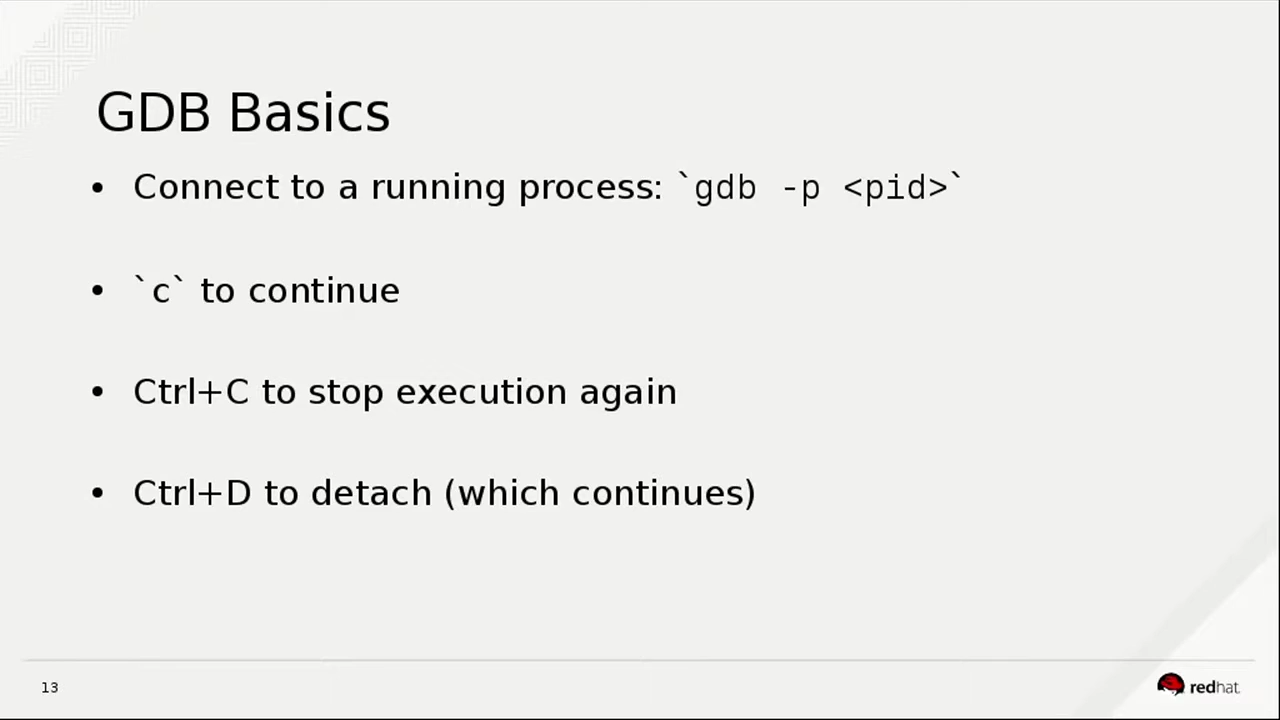 GDB Basics
• Connect to a running process: `gdb -p <pid>`
• `c` to continue
• Ctrl+C to stop execution again
• Ctrl+D to detach (which continues)
13
redhat.